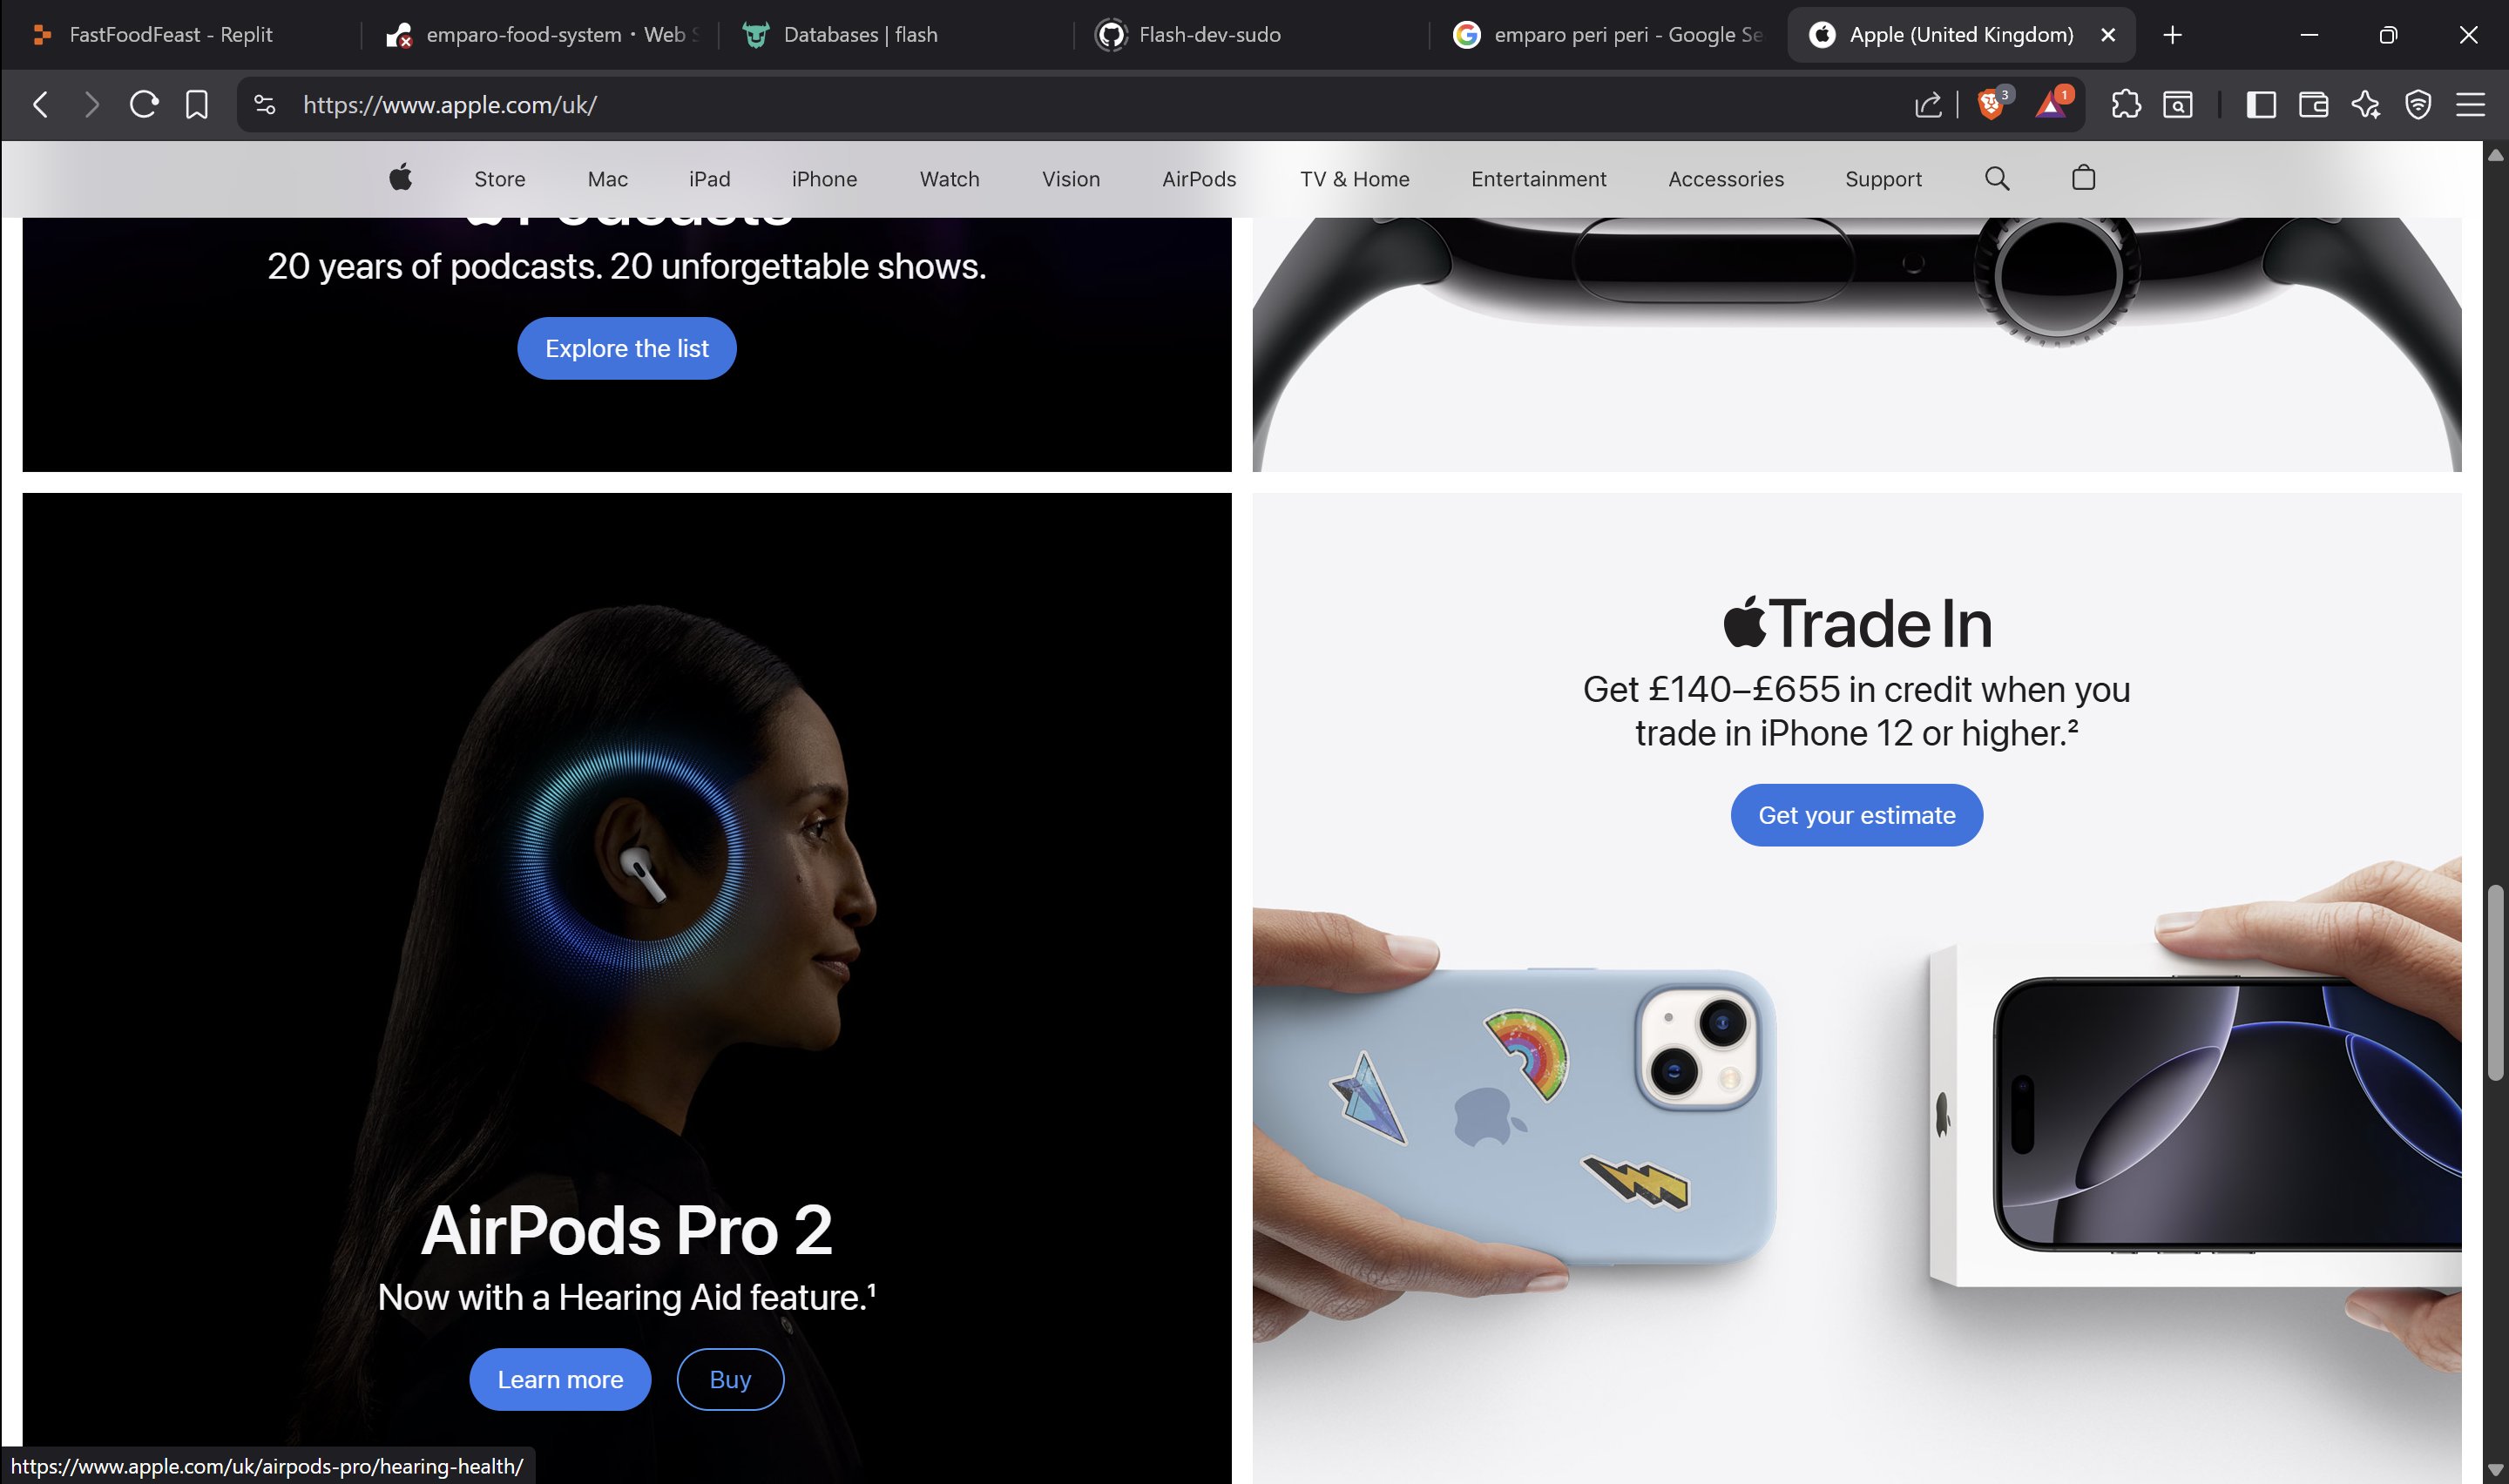 FastFoodFeast - Replit
emparo-food-system • Web S
Databases | flash
Flash-dev-sudo
emparo peri peri - Google Se
Apple (United Kingdom)
https://www.apple.com/uk/
3
1
Store
Mac
iPad
iPhone
Watch
Vision
AirPods
TV & Home
Entertainment
Accessories
Support
Podcasts
20 years of podcasts. 20 unforgettable shows.
Explore the list
Trade In
Get £140–£655 in credit when you
trade in iPhone 12 or higher.²
Get your estimate
AirPods Pro 2
Now with a Hearing Aid feature.¹
Learn more
Buy
https://www.apple.com/uk/airpods-pro/hearing-health/